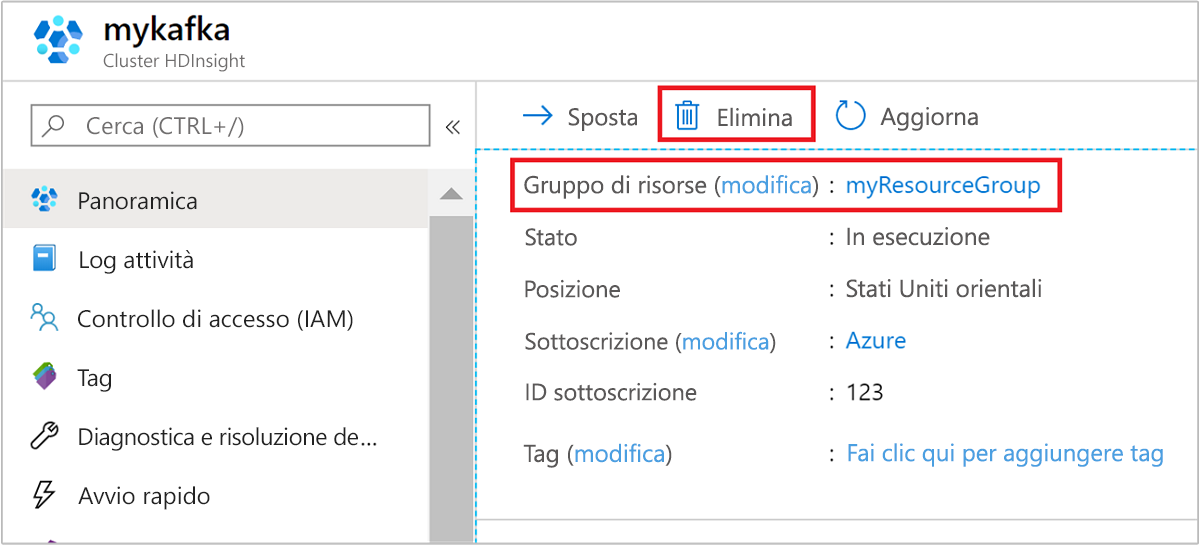 mykafka
Cluster HDInsight
Cerca (CTRL+/)
«
Panoramica
Log attività
Controllo di accesso (IAM)
Tag
Diagnostica e risoluzione de...
Avvio rapido
Sposta
Elimina
Aggiorna
Gruppo di risorse (modifica) : myResourceGroup
Stato : In esecuzione
Posizione : Stati Uniti orientali
Sottoscrizione (modifica) : Azure
ID sottoscrizione : 123
Tag (modifica) : Fai clic qui per aggiungere tag